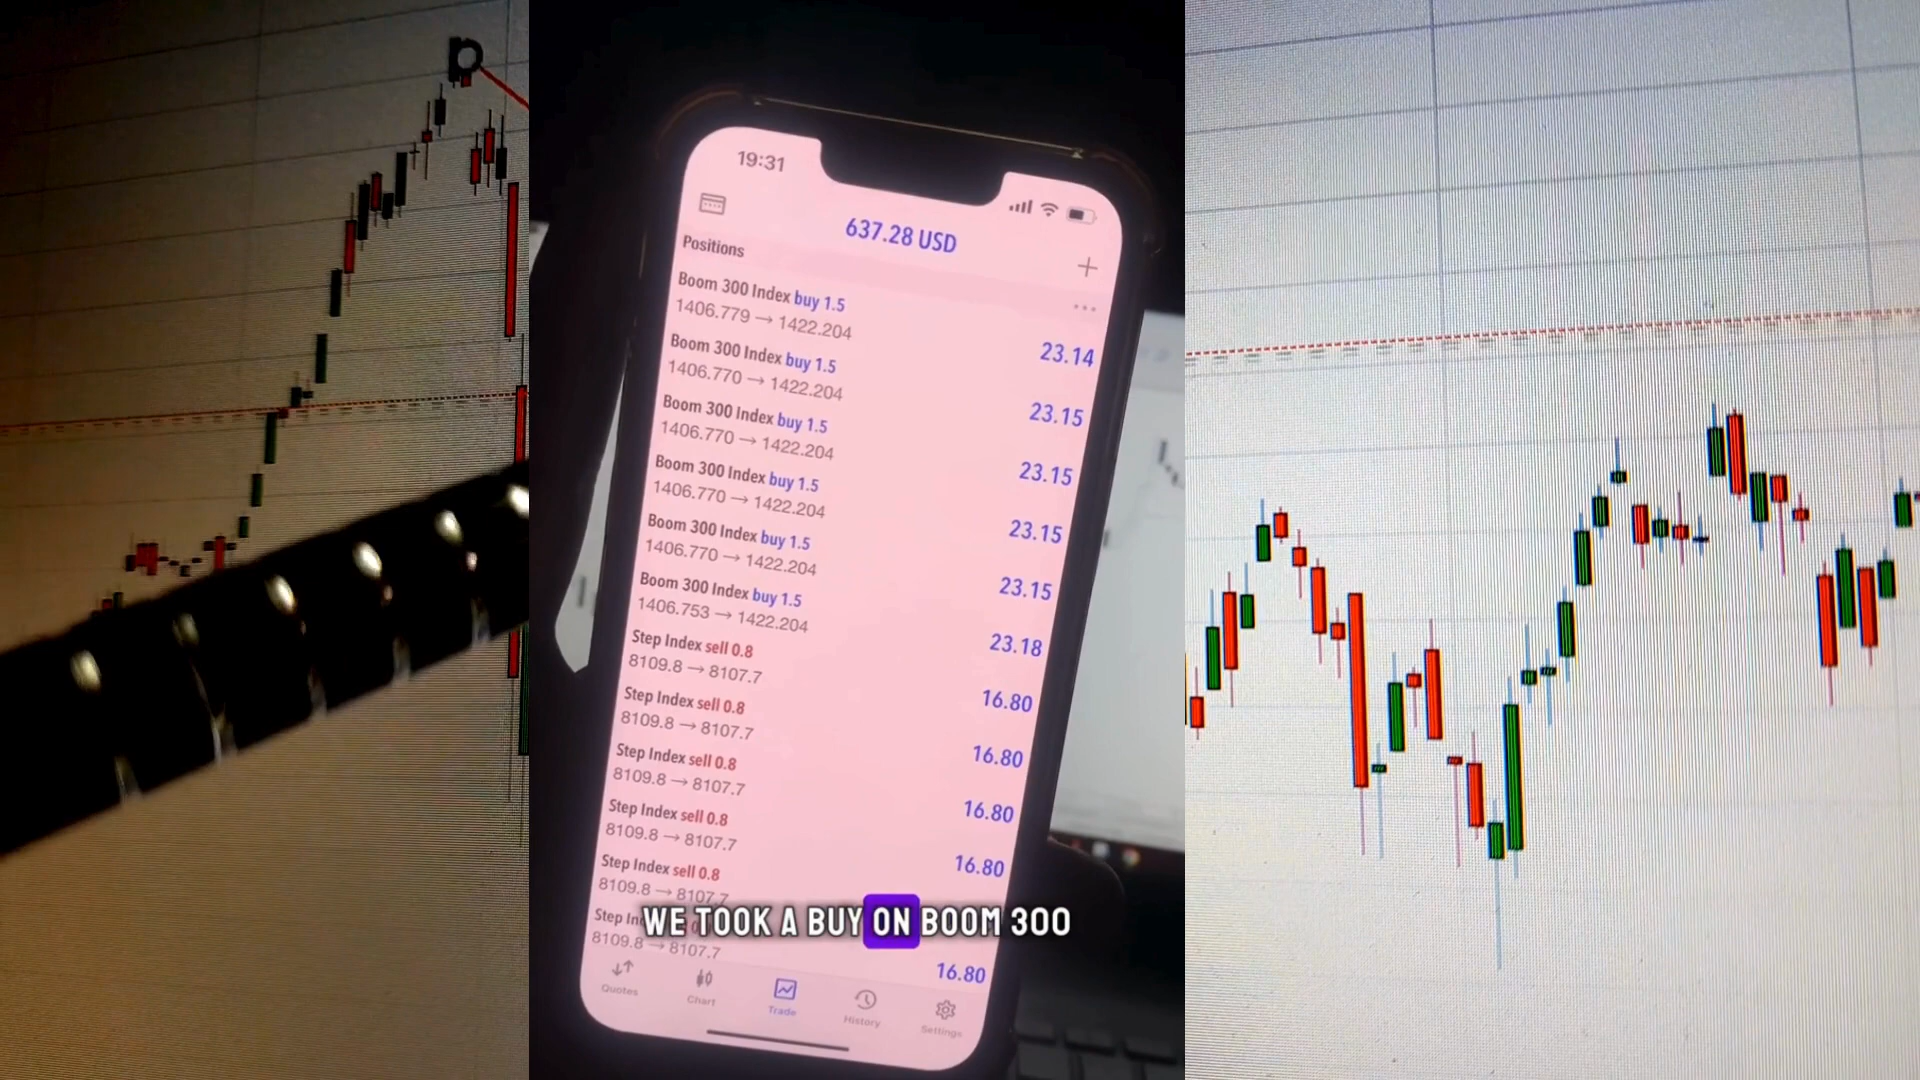 19:31
637.28 USD
Positions
Boom 300 Index buy 1.5
1406.779 → 1422.204
23.14
Boom 300 Index buy 1.5
1406.770 → 1422.204
23.15
Boom 300 Index buy 1.5
1406.770 → 1422.204
23.15
Boom 300 Index buy 1.5
1406.770 → 1422.204
23.15
Boom 300 Index buy 1.5
1406.770 → 1422.204
23.15
Boom 300 Index buy 1.5
1406.753 → 1422.204
23.18
Step Index sell 0.8
8109.8 → 8107.7
16.80
Step Index sell 0.8
8109.8 → 8107.7
16.80
Step Index sell 0.8
8109.8 → 8107.7
16.80
Step Index sell 0.8
8109.8 → 8107.7
16.80
Step Index sell 0.8
8109.8 → 8107.7
Step
8109.8 → 8107.7
16.80
WE TOOK A BUY ON BOOM 300
Quotes
Chart
Trade
History
Settings